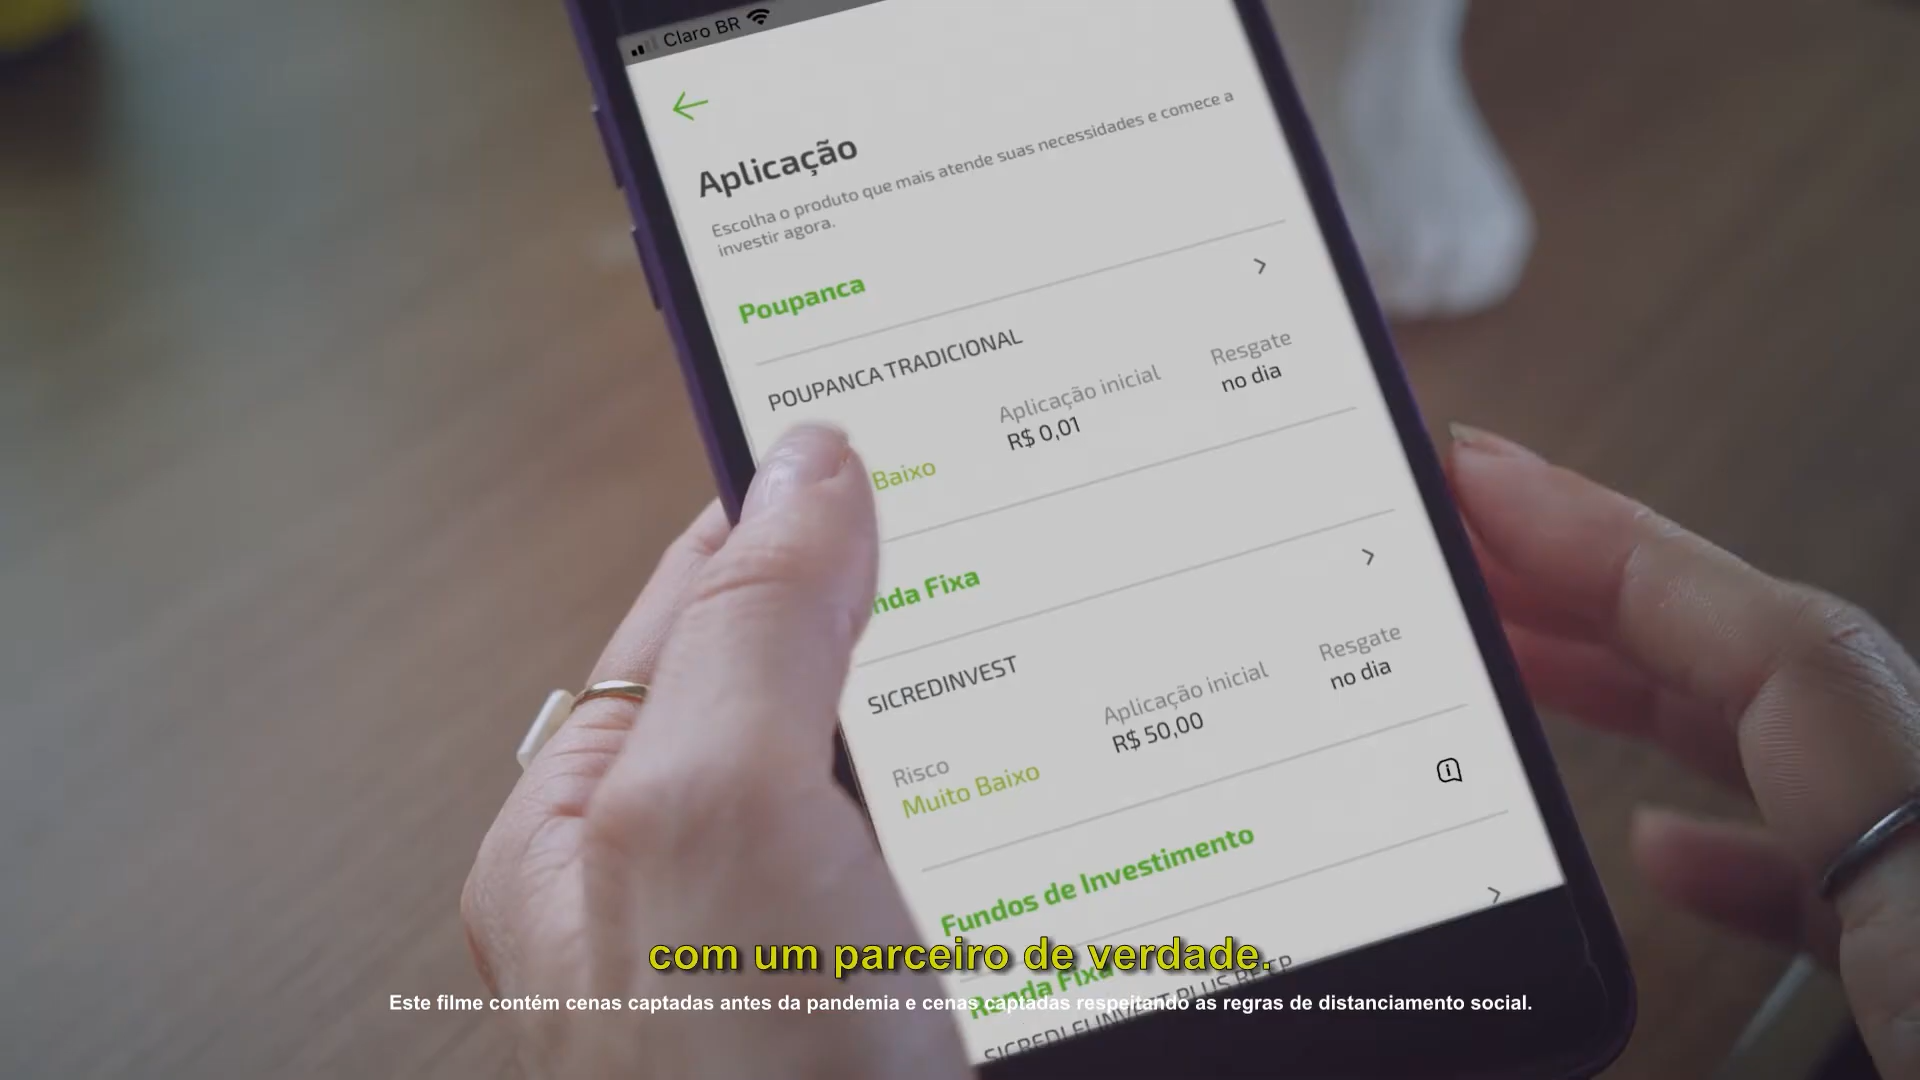 Claro BR
Aplicação
Escolha o produto que mais atende suas necessidades e comece a
investir agora.
Poupanca
POUPANCA TRADICIONAL
Baixo
Aplicação inicial
R$ 0,01
Resgate
no dia
nda Fixa
SICREDINVEST
Risco
Muito Baixo
Aplicação inicial
R$ 50,00
Resgate
no dia
Fundos de Investimento
Renda Fixa
com um parceiro de verdade.
Este filme contém cenas captadas antes da pandemia e cenas captadas respeitando as regras de distanciamento social.